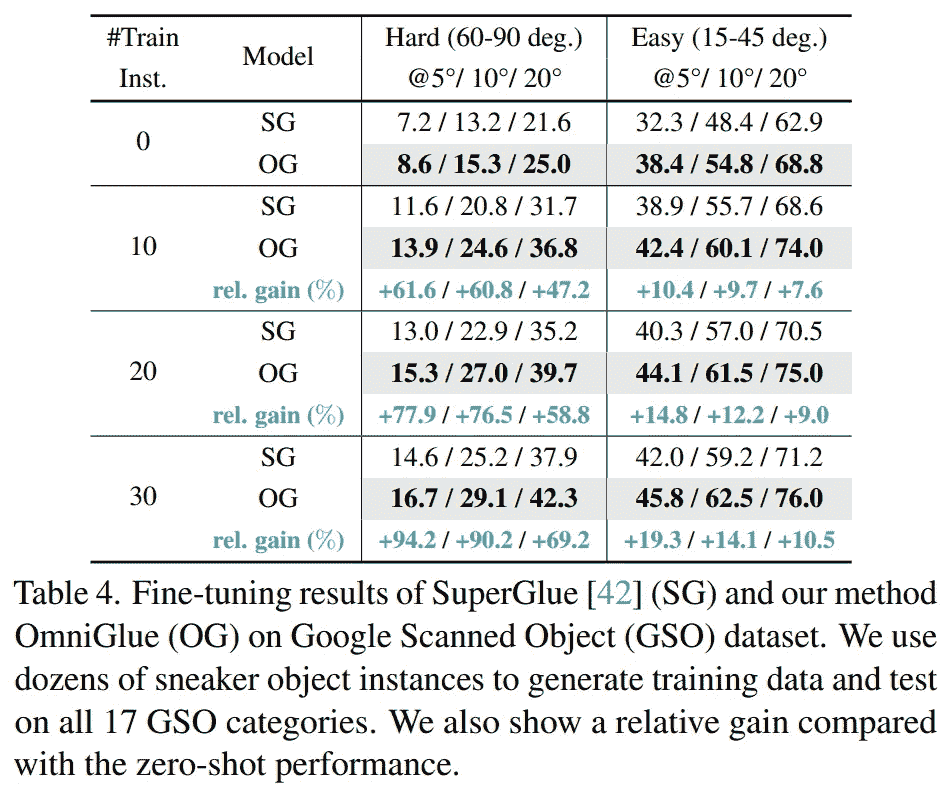 #Train Inst. Model Hard (60-90 deg.) Easy (15-45 deg.)
@5°/ 10°/ 20° @5°/ 10°/ 20°
0 SG 7.2 / 13.2 / 21.6 32.3 / 48.4 / 62.9
OG 8.6 / 15.3 / 25.0 38.4 / 54.8 / 68.8
10 SG 11.6 / 20.8 / 31.7 38.9 / 55.7 / 68.6
OG 13.9 / 24.6 / 36.8 42.4 / 60.1 / 74.0
rel. gain (%) +61.6 / +60.8 / +47.2 +10.4 / +9.7 / +7.6
20 SG 13.0 / 22.9 / 35.2 40.3 / 57.0 / 70.5
OG 15.3 / 27.0 / 39.7 44.1 / 61.5 / 75.0
rel. gain (%) +77.9 / +76.5 / +58.8 +14.8 / +12.2 / +9.0
30 SG 14.6 / 25.2 / 37.9 42.0 / 59.2 / 71.2
OG 16.7 / 29.1 / 42.3 45.8 / 62.5 / 76.0
rel. gain (%) +94.2 / +90.2 / +69.2 +19.3 / +14.1 / +10.5
Table 4. Fine-tuning results of SuperGlue [42] (SG) and our method
OmniGlue (OG) on Google Scanned Object (GSO) dataset. We use
dozens of sneaker object instances to generate training data and test
on all 17 GSO categories. We also show a relative gain compared
with the zero-shot performance.